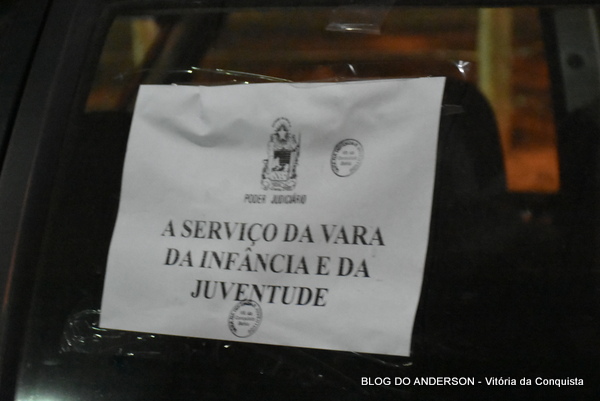 PODER JUDICIÁRIO
A SERVIÇO DA VARA
DA INFÂNCIA E DA
JUVENTUDE
BLOG DO ANDERSON - Vitória da Conquista